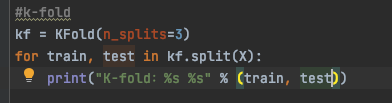 #k-fold
kf = KFold(n_splits=3)
for train, test in kf.split(X):
    print("K-fold: %s %s" % (train, test))